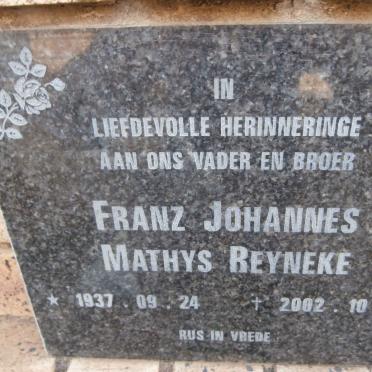 IN
LIEFDEVOLLE HERINNERINGE
AAN ONS VADER EN BROER
FRANZ JOHANNES
MATHYS REYNEKE
* 1937.09.24 † 2002.10
RUS IN VREDE